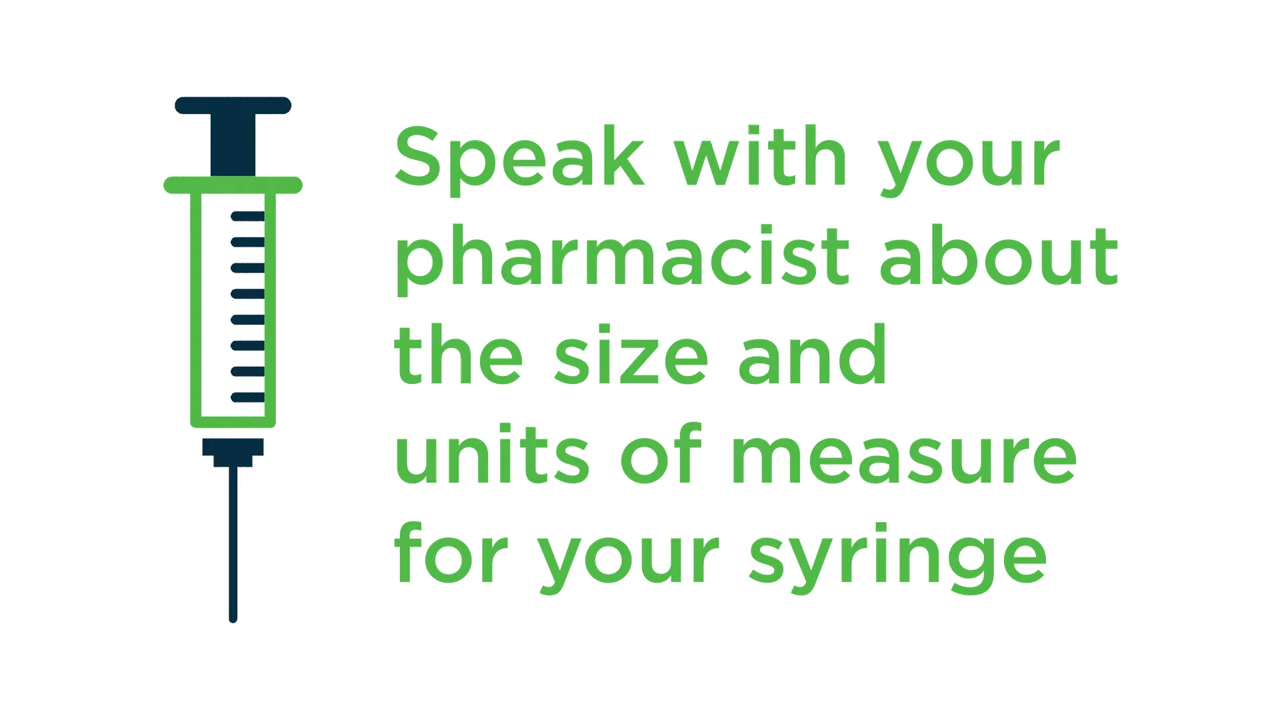 Speak with your
pharmacist about
the size and
units of measure
for your syringe